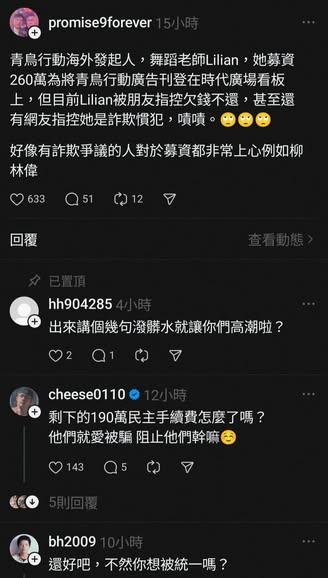 promise9forever 15小時
青鳥行動海外發起人，舞蹈老師Lilian，她募資
260萬為將青鳥行動廣告刊登在時代廣場看板
上，但目前Lilian被朋友指控欠錢不還，甚至還
有網友指控她是詐欺慣犯，嘖嘖。🙄🙄🙄
好像有詐欺爭議的人對於募資都非常上心例如柳
林偉
633 51 12
回覆 查看動態
已置頂
hh904285 4小時
出來講個幾句潑髒水就讓你們高潮啦？
2 1
cheese0110 12小時
剩下的190萬民主手續費怎麼了嗎？
他們就愛被騙 阻止他們幹嘛☺️
143 5
5則回覆
bh2009 10小時
還好吧，不然你想被統一嗎？